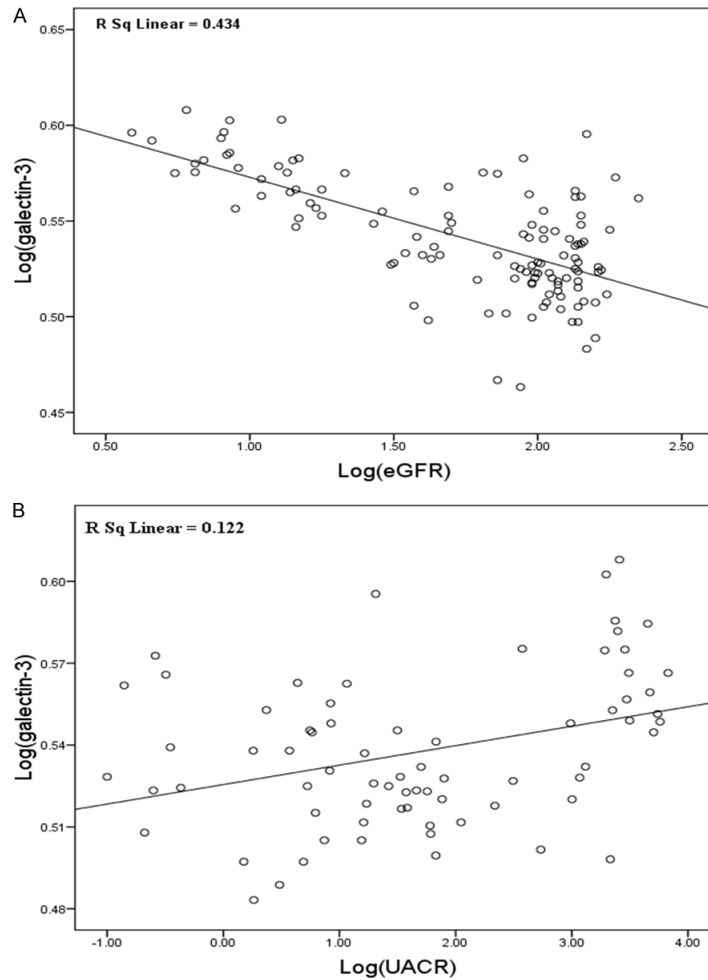 A
R Sq Linear = 0.434
0.65
0.60
0.55
0.50
0.45
Log(galectin-3)
0.50 1.00 1.50 2.00 2.50
Log(eGFR)
B
R Sq Linear = 0.122
0.60
0.57
0.54
0.51
0.48
Log(galectin-3)
-1.00 0.00 1.00 2.00 3.00 4.00
Log(UACR)